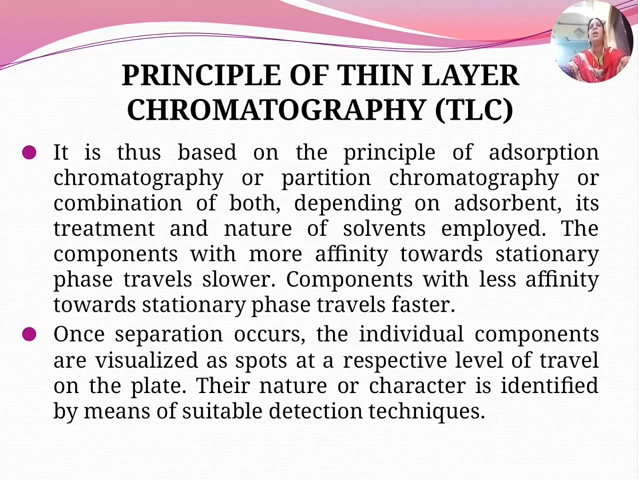 PRINCIPLE OF THIN LAYER
CHROMATOGRAPHY (TLC)
It is thus based on the principle of adsorption
chromatography or partition chromatography or
combination of both, depending on adsorbent, its
treatment and nature of solvents employed. The
components with more affinity towards stationary
phase travels slower. Components with less affinity
towards stationary phase travels faster.
Once separation occurs, the individual components
are visualized as spots at a respective level of travel
on the plate. Their nature or character is identified
by means of suitable detection techniques.